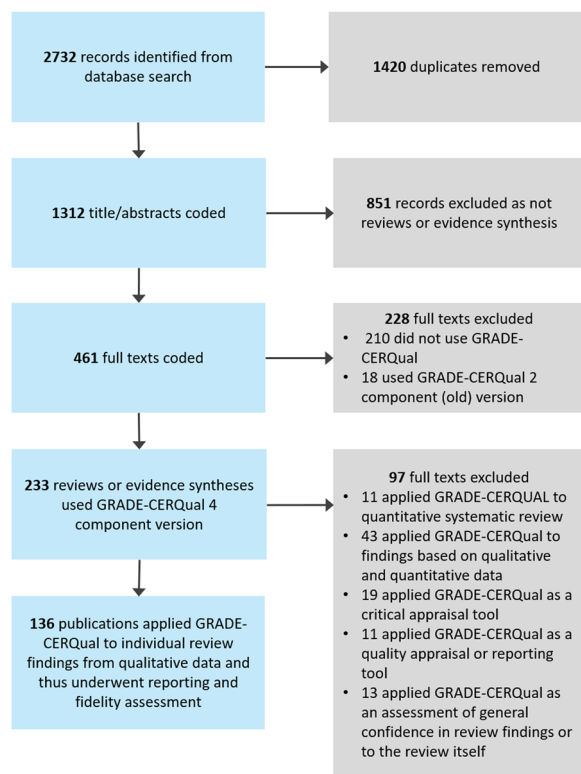 2732 records identified from
database search
1420 duplicates removed
1312 title/abstracts coded
851 records excluded as not
reviews or evidence synthesis
461 full texts coded
228 full texts excluded
• 210 did not use GRADE-
CERQual
• 18 used GRADE-CERQual 2
component (old) version
233 reviews or evidence syntheses
used GRADE-CERQual 4
component version
97 full texts excluded
• 11 applied GRADE-CERQUAL to
quantitative systematic review
• 43 applied GRADE-CERQual to
findings based on qualitative
and quantitative data
• 19 applied GRADE-CERQual as a
critical appraisal tool
• 11 applied GRADE-CERQual as a
quality appraisal or reporting
tool
• 13 applied GRADE-CERQual as
an assessment of general
confidence in review findings or
to the review itself
136 publications applied GRADE-
CERQual to individual review
findings from qualitative data and
thus underwent reporting and
fidelity assessment